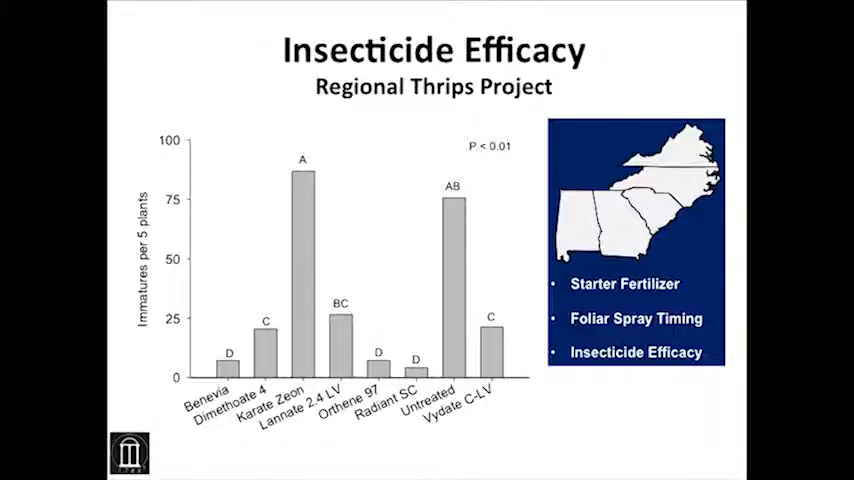 Insecticide Efficacy
Regional Thrips Project
100
75
50
25
0
Immatures per 5 plants
P < 0.01
D
C
A
BC
D
D
AB
C
Benevia
Dimethoate 4
Karate Zeon
Lannate 2.4 LV
Orthene 97
Radiant SC
Untreated
Vydate C-LV
• Starter Fertilizer
• Foliar Spray Timing
• Insecticide Efficacy